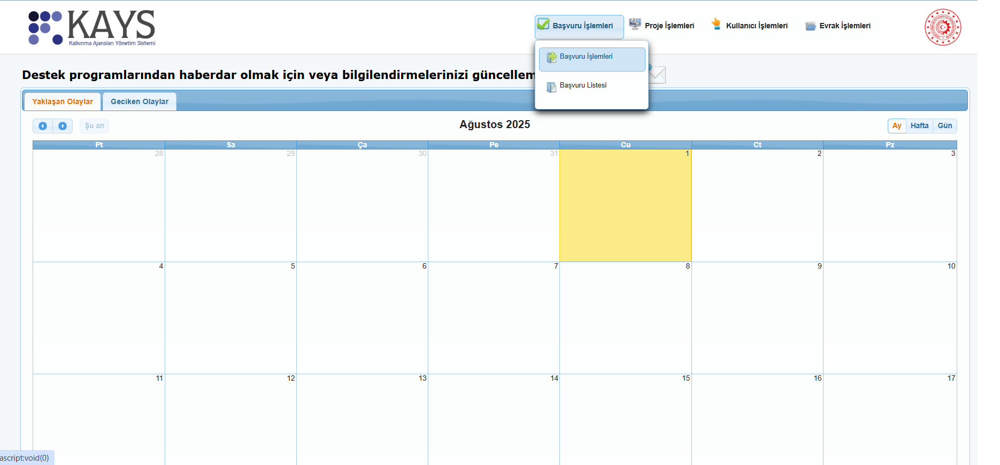 KAYS
Kalkınma Ajansları Yönetim Sistemi
Başvuru İşlemleri
Proje İşlemleri
Kullanıcı İşlemleri
Evrak İşlemleri
Başvuru İşlemleri
Başvuru Listesi
Destek programlarından haberdar olmak için veya bilgilendirmelerinizi güncellem
Yaklaşan Olaylar
Geciken Olaylar
Şu an
Ağustos 2025
Ay Hafta Gün
Pt Sa Ça Pe Cu Ct Pz
28 29 30 31 1 2 3
4 5 6 7 8 9 10
11 12 13 14 15 16 17
ascript:void(0)